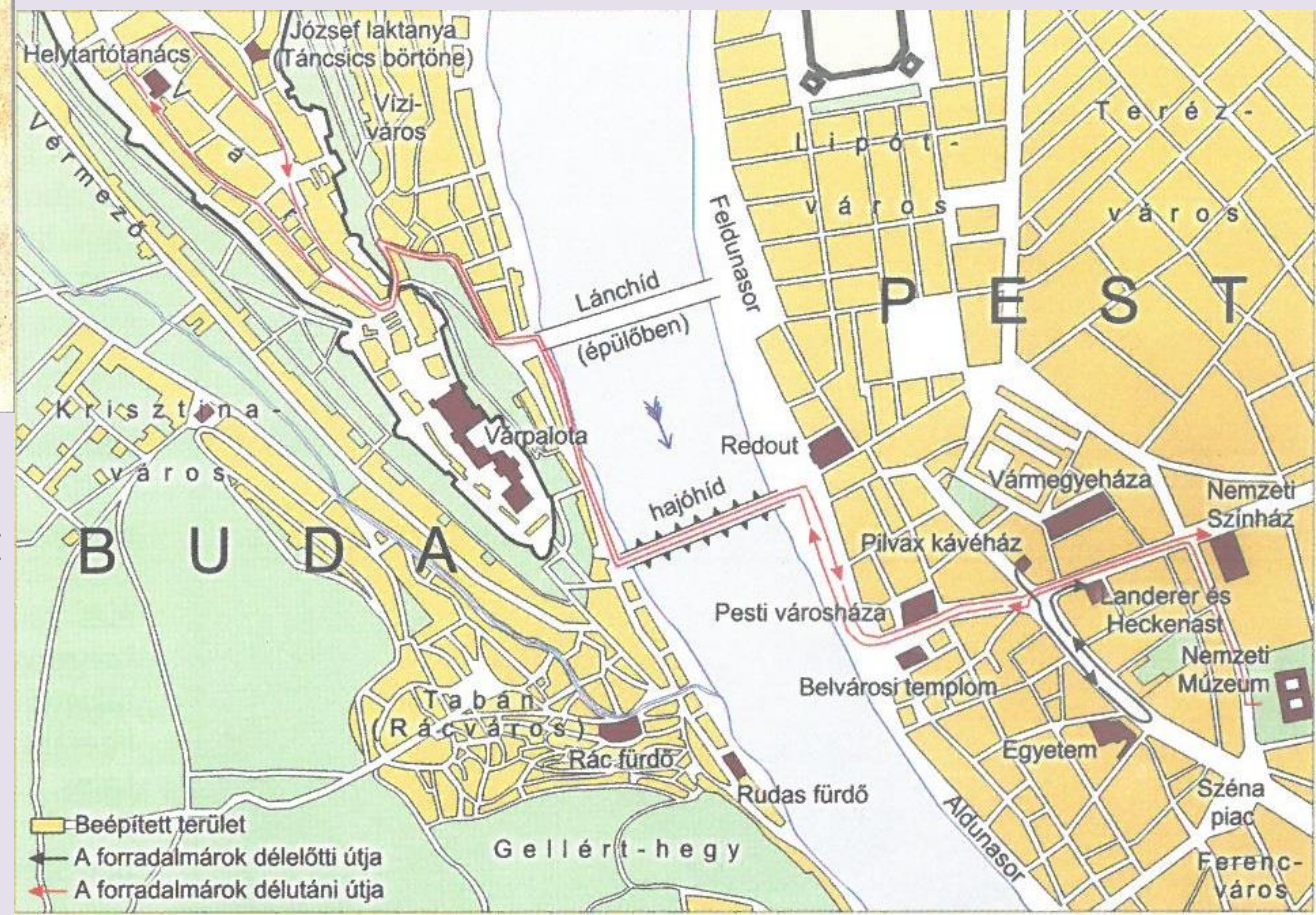 Helytartótanács
József laktanya
(Táncsics börtöne)
Vízi-
város
Vár
Vérmező
Teréz-
város
Lipót-
város
Feldunasor
PEST
Lánchíd
(épülőben)
Krisztina-
város
Várpalota
Redout
hajóhíd
Vármegyeháza
Nemzeti
Színház
BUDA
Pilvax kávéház
Pesti városháza
Landerer és
Heckenast
Nemzeti
Múzeum
Belvárosi templom
Tabán
(Rácváros)
Rác fürdő
Egyetem
Rudas fürdő
Széna
piac
Aldunasor
Gellért-hegy
Ferenc-
város
Beépített terület
A forradalmárok délelőtti útja
A forradalmárok délutáni útja